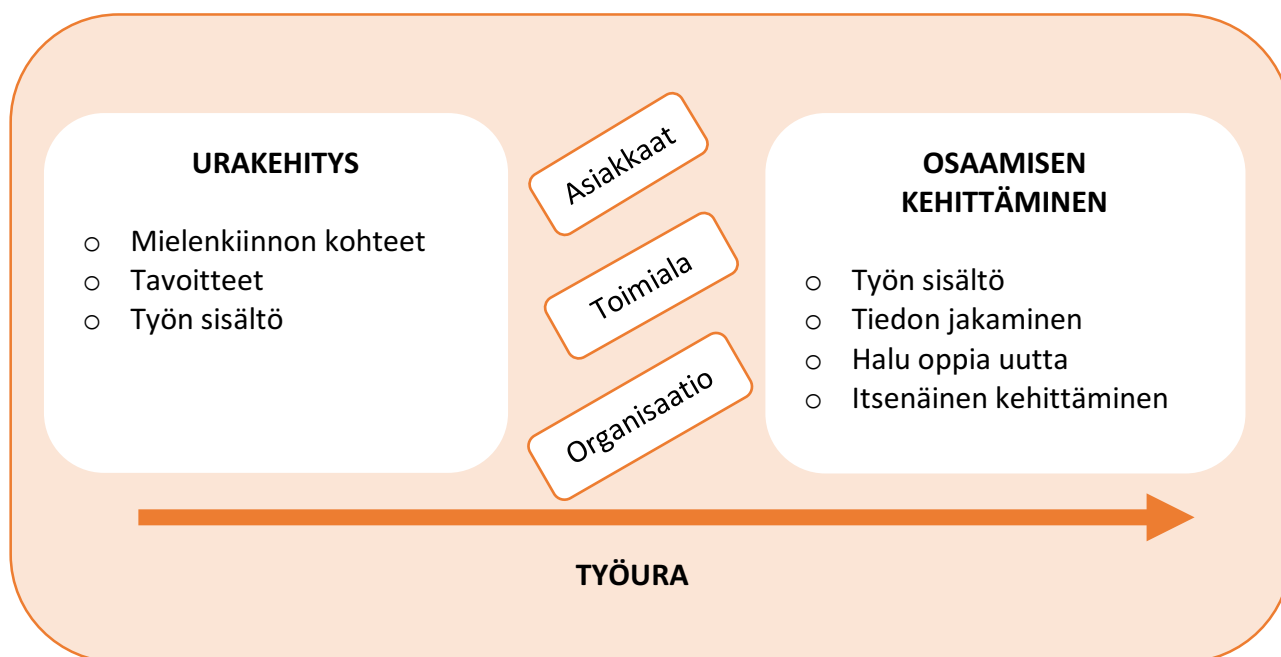 URAKEHITYS
o Mielenkiinnon kohteet
o Tavoitteet
o Työn sisältö
Asiakkaat
Toimiala
Organisaatio
OSAAMISEN
KEHITTÄMINEN
o Työn sisältö
o Tiedon jakaminen
o Halu oppia uutta
o Itsenäinen kehittäminen
TYÖURA